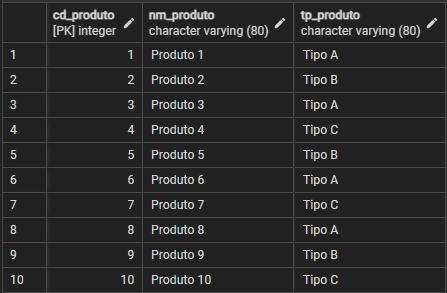 cd_produto nm_produto tp_produto
[PK] integer character varying (80) character varying (80)
1 1 Produto 1 Tipo A
2 2 Produto 2 Tipo B
3 3 Produto 3 Tipo A
4 4 Produto 4 Tipo C
5 5 Produto 5 Tipo B
6 6 Produto 6 Tipo A
7 7 Produto 7 Tipo C
8 8 Produto 8 Tipo A
9 9 Produto 9 Tipo B
10 10 Produto 10 Tipo C